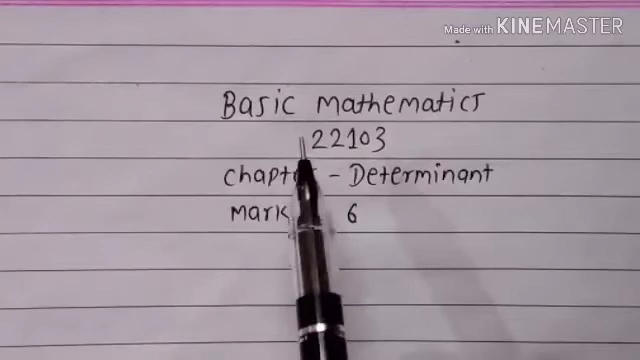 Made with KINEMASTER
Basic mathematics
22103
chapter - Determinant
Mark 6